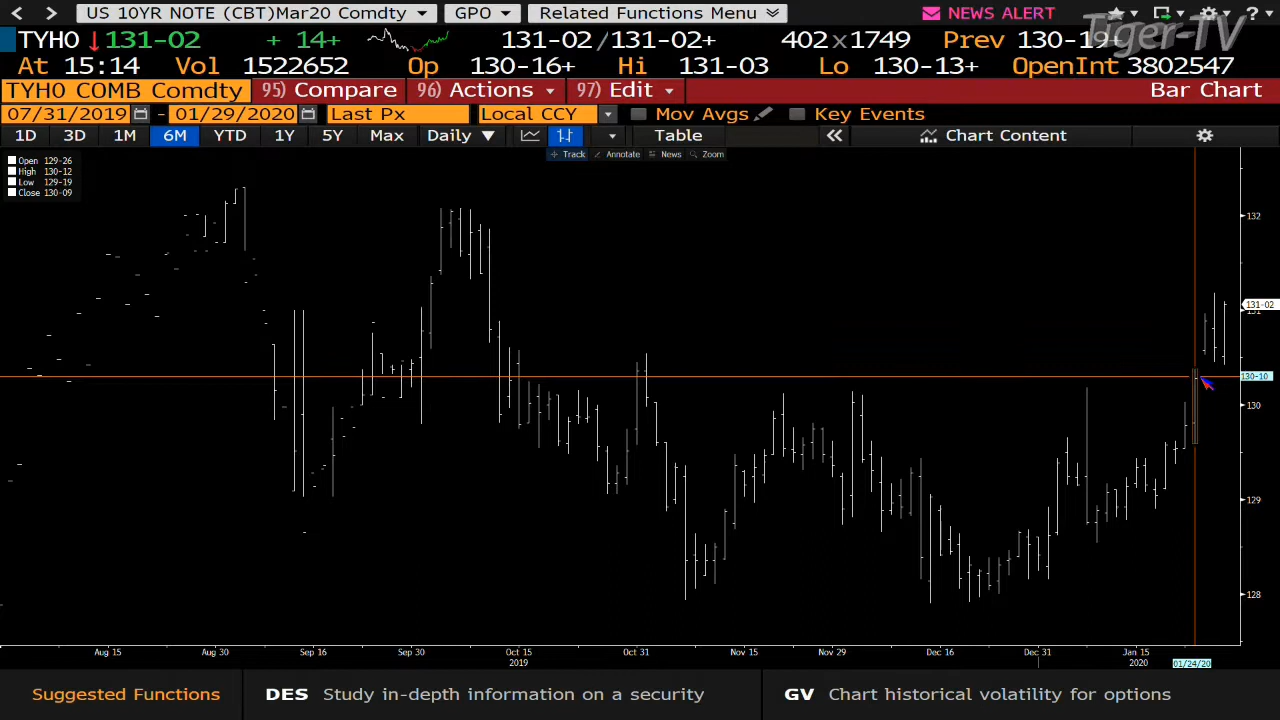 US 10YR NOTE (CBT)Mar20 Comdty GPO Related Functions Menu NEWS ALERT ?
Tiger-TV
TYH0 ↓131-02 + 14+ 131-02/131-02+ 402x1749 Prev 130-19+
At 15:14 Vol 1522652 Op 130-16+ Hi 131-03 Lo 130-13+ OpenInt 3802547
TYH0 COMB Comdty 95) Compare 96) Actions 97) Edit Bar Chart
07/31/2019 - 01/29/2020 Last Px Local CCY Mov Avgs Key Events
1D 3D 1M 6M YTD 1Y 5Y Max Daily ▼ Table « Chart Content
Track Annotate News Zoom
Open 129-26
High 130-12
Low 129-19
Close 130-09
132
131-02
131
130-10
130
129
128
Aug 15 Aug 30 Sep 16 Sep 30 Oct 15 Oct 31 Nov 15 Nov 29 Dec 16 Dec 31 Jan 15
2019 2020 01/24/20
Suggested Functions DES Study in-depth information on a security GV Chart historical volatility for options